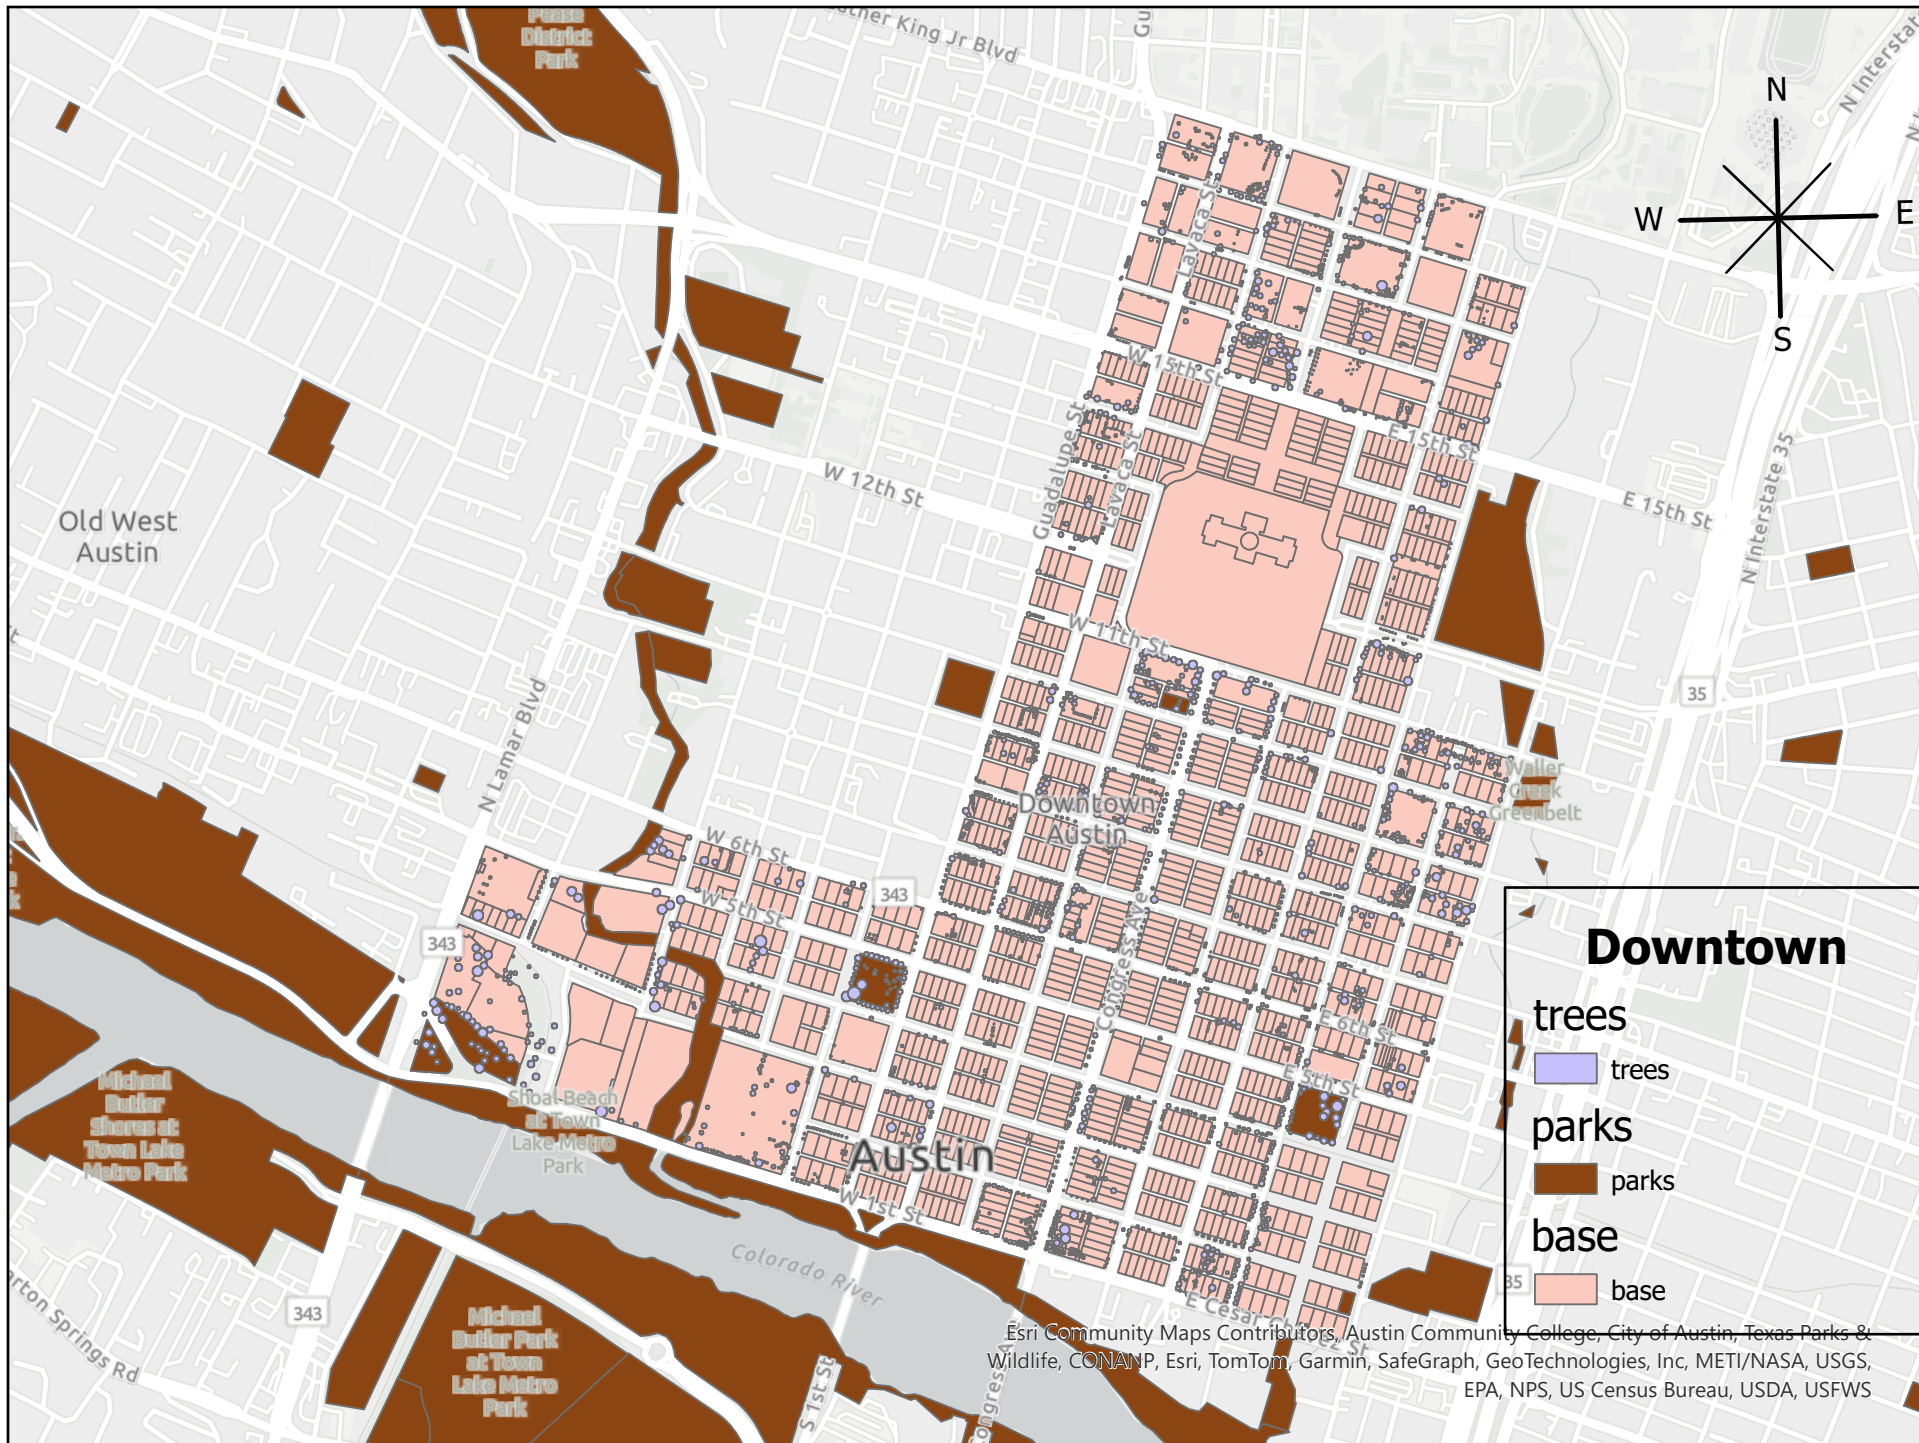 Pease
District
Park
ther King Jr Blvd
Gu
N Interstat
N
W
E
S
Lavaca St
W 15th St
Guadalupe St
Lavaca St
E 15th St
E 15th St
N Interstate 35
W 12th St
Old West
Austin
W 11th St
35
N Lamar Blvd
Downtown
Austin
Waller
Creek
Greenbelt
W 6th St
343
W 5th St
343
Congress Ave
E 6th St
E 5th St
Michael
Butler
Shores at
Town Lake
Metro Park
Shoal Beach
at Town
Lake Metro
Park
Austin
W 1st St
Colorado River
343
arton Springs Rd
Michael
Butler Park
at Town
Lake Metro
Park
S 1st St
E Cesar Chavez St
35
Downtown
trees
trees
parks
parks
base
base
Esri Community Maps Contributors, Austin Community College, City of Austin, Texas Parks &
Wildlife, CONANP, Esri, TomTom, Garmin, SafeGraph, GeoTechnologies, Inc, METI/NASA, USGS,
EPA, NPS, US Census Bureau, USDA, USFWS